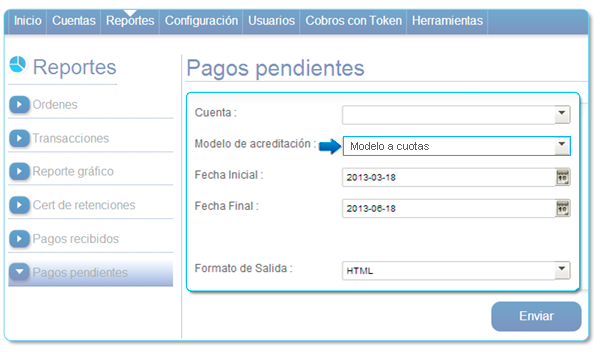 Inicio Cuentas Reportes Configuración Usuarios Cobros con Token Herramientas
Reportes
Ordenes
Transacciones
Reporte gráfico
Cert de retenciones
Pagos recibidos
Pagos pendientes
Pagos pendientes
Cuenta :
Modelo de acreditación : Modelo a cuotas
Fecha Inicial : 2013-03-18
Fecha Final : 2013-06-18
Formato de Salida : HTML
Enviar